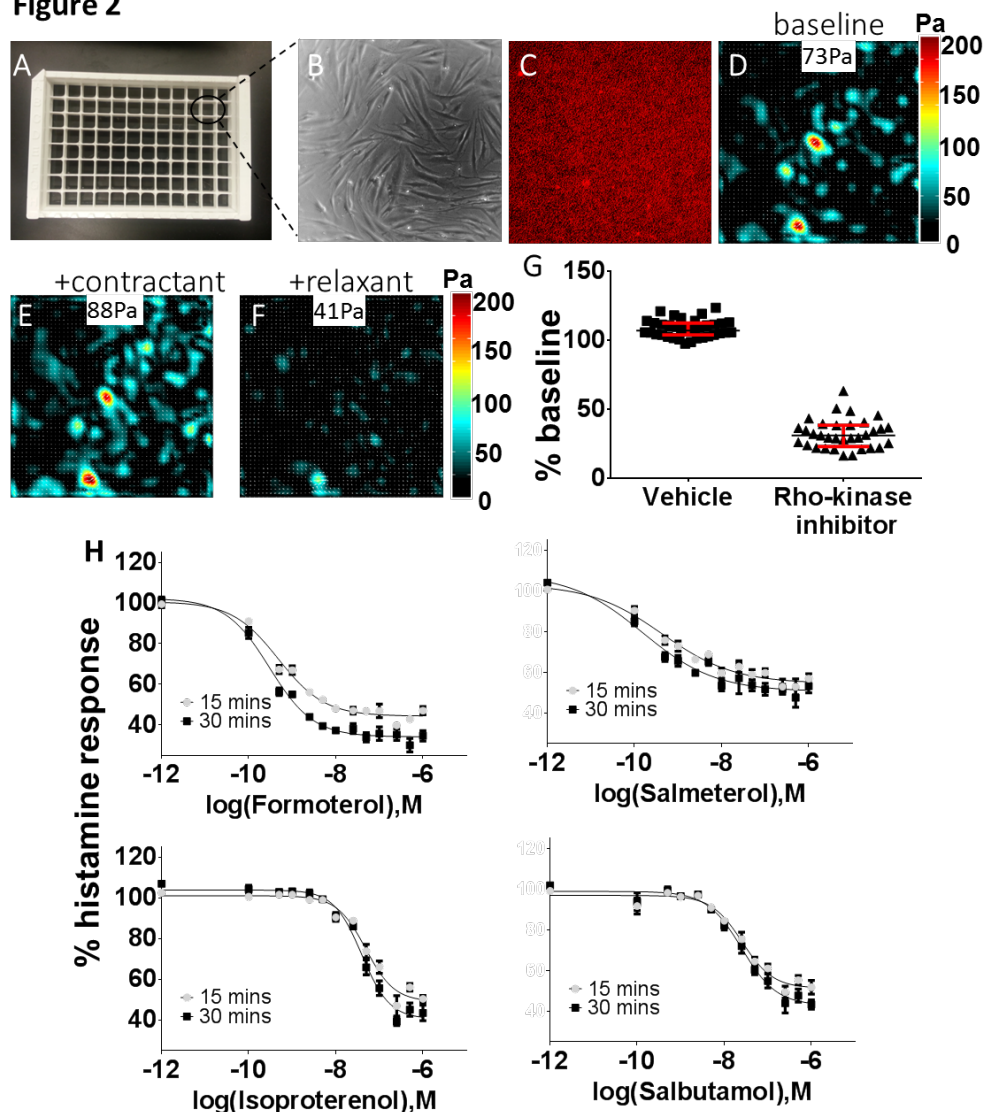 Figure 2
baseline
Pa
A
B
C
D
73Pa
200
150
100
50
0
+contractant
+relaxant
Pa
E
88Pa
F
41Pa
200
150
100
50
0
G
150
100
50
0
% baseline
Vehicle
Rho-kinase
inhibitor
H
% histamine response
120
100
80
60
40
15 mins
30 mins
-12 -10 -8 -6
log(Formoterol),M
120
100
80
60
40
15 mins
30 mins
-12 -10 -8 -6
log(Salmeterol),M
120
100
80
60
40
15 mins
30 mins
-12 -10 -8 -6
log(Isoproterenol),M
120
100
80
60
40
15 mins
30 mins
-12 -10 -8 -6
log(Salbutamol),M